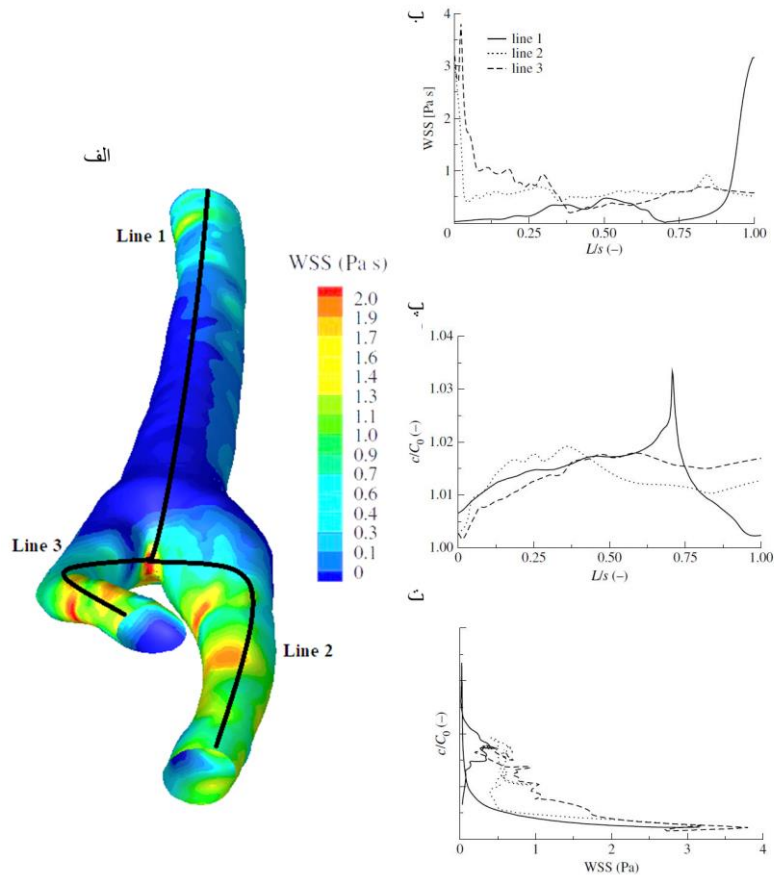 الف
Line 1
Line 3
Line 2
WSS (Pa s)
2.0
1.9
1.6
1.4
1.1
1.0
0.9
0.7
0.6
0.4
0.3
0.1
0
WSS [Pa s]
4
3
2
1
0
line 1
line 2
line 3
0.25 0.50 0.75 1.00
L/s (–)
c/C0 (–)
1.04
1.03
1.02
1.01
1.00
0 0.25 0.50 0.75 1.00
L/s (–)
c/C0 (–)
0 1 2 3 4
WSS (Pa)